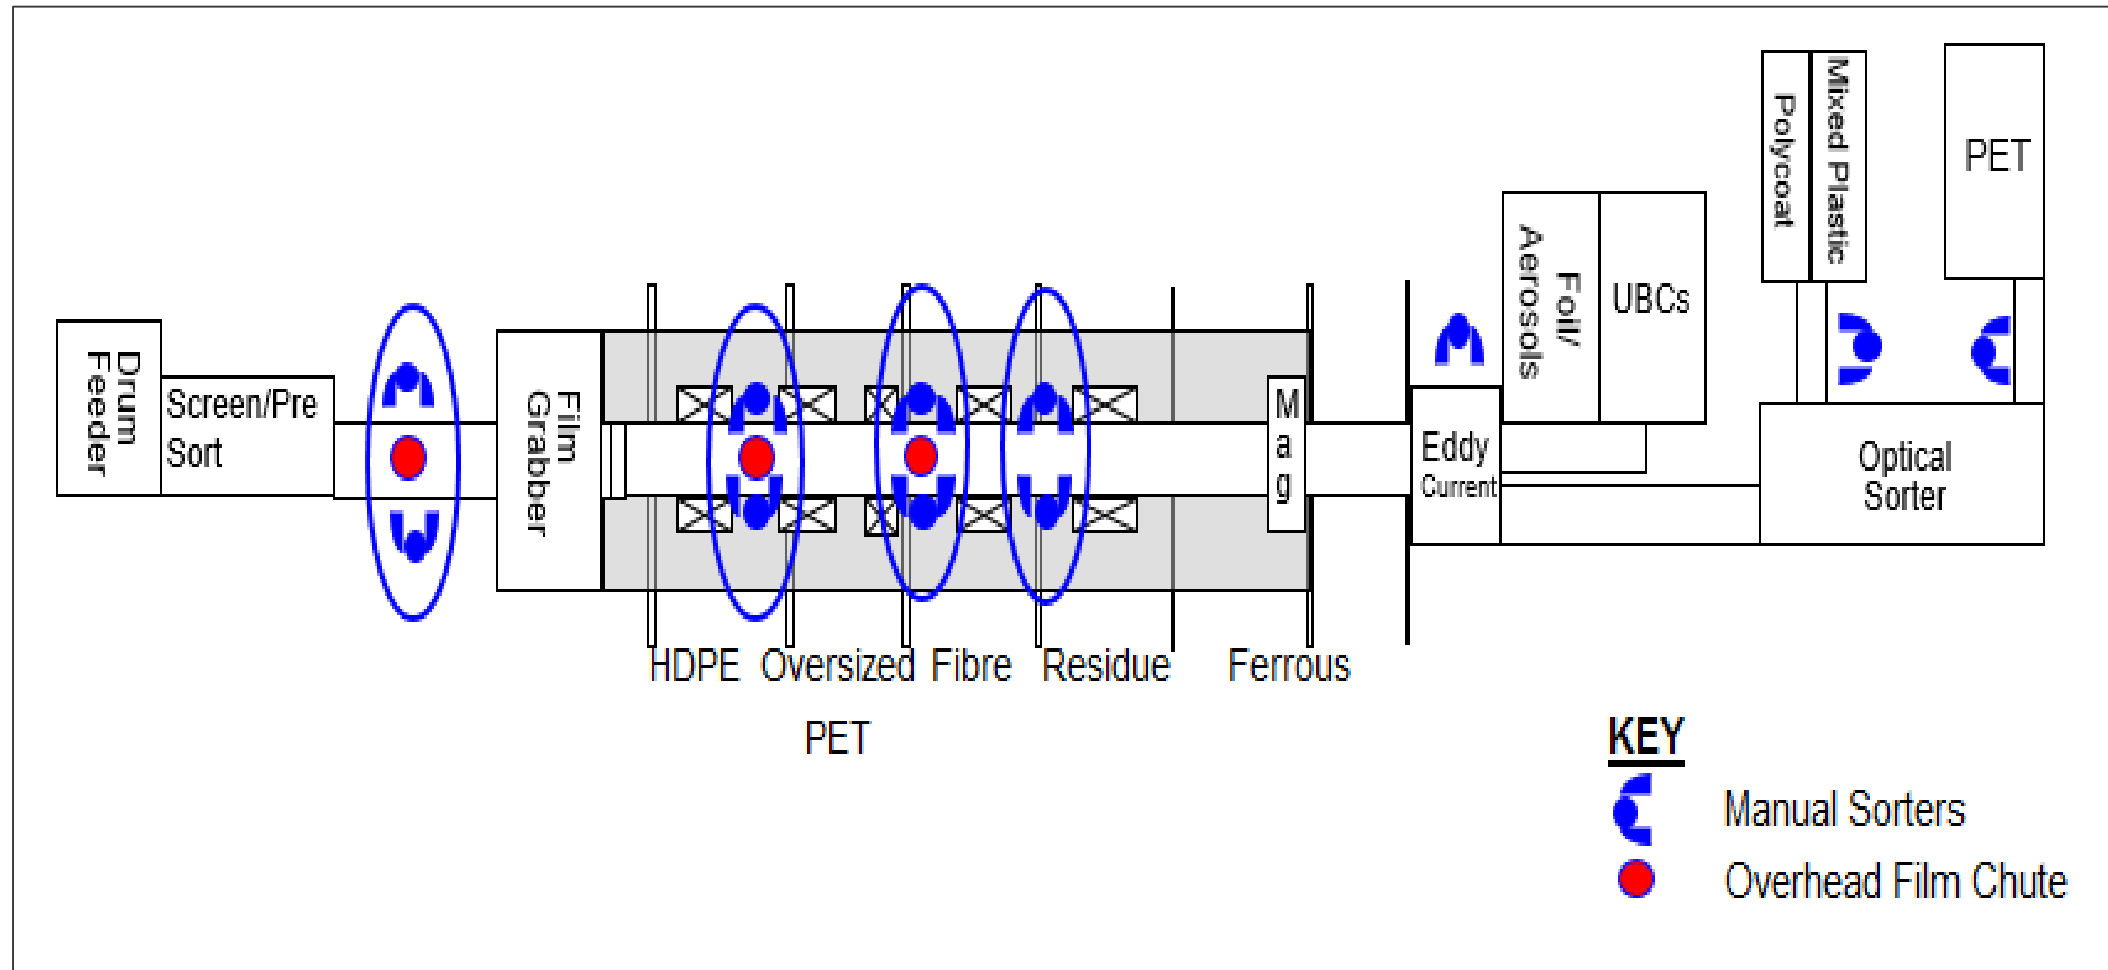 Drum
Feeder
Screen/Pre
Sort
Film
Grabber
HDPE
Oversized
PET
Fibre
Residue
M
a
g
Ferrous
Eddy
Current
Foil/
Aerosols
UBCs
Polycoat
Mixed Plastic
PET
Optical
Sorter
KEY
Manual Sorters
Overhead Film Chute